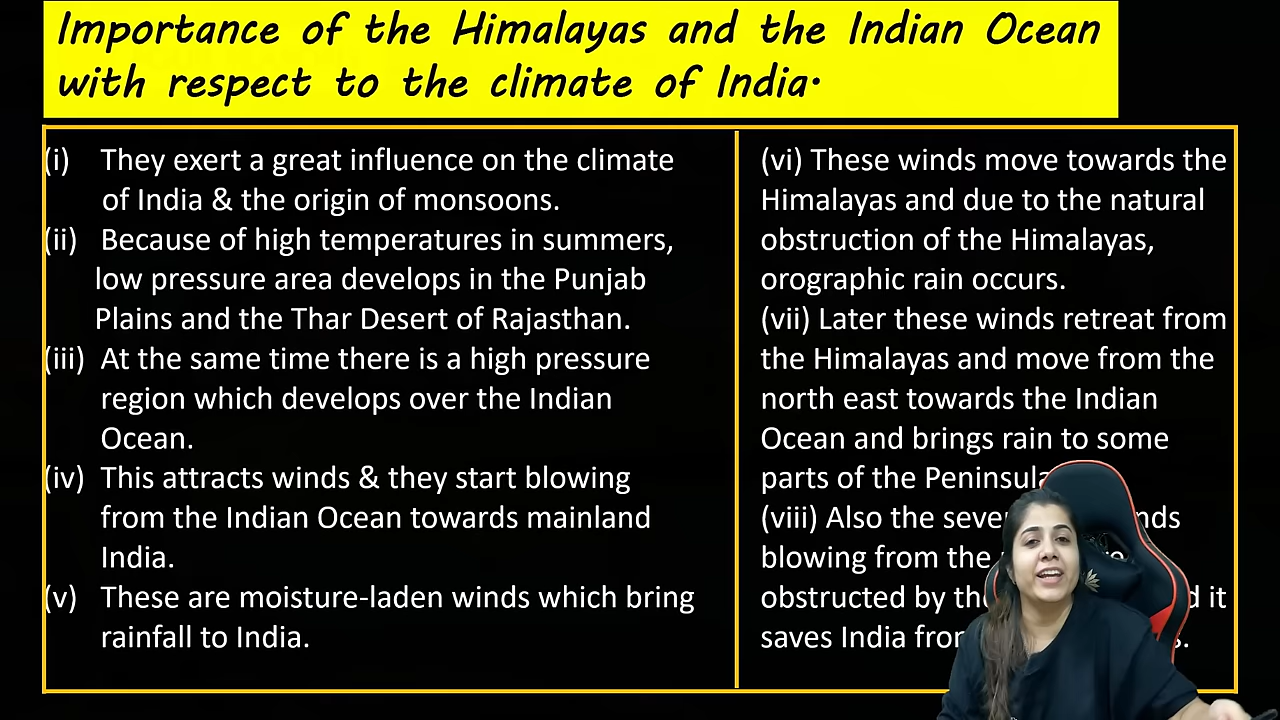 Importance of the Himalayas and the Indian Ocean
with respect to the climate of India.
(i) They exert a great influence on the climate
of India & the origin of monsoons.
(ii) Because of high temperatures in summers,
low pressure area develops in the Punjab
Plains and the Thar Desert of Rajasthan.
(iii) At the same time there is a high pressure
region which develops over the Indian
Ocean.
(iv) This attracts winds & they start blowing
from the Indian Ocean towards mainland
India.
(v) These are moisture-laden winds which bring
rainfall to India.
(vi) These winds move towards the
Himalayas and due to the natural
obstruction of the Himalayas,
orographic rain occurs.
(vii) Later these winds retreat from
the Himalayas and move from the
north east towards the Indian
Ocean and brings rain to some
parts of the Peninsula
(viii) Also the
blowing from the
obstructed by it
saves India